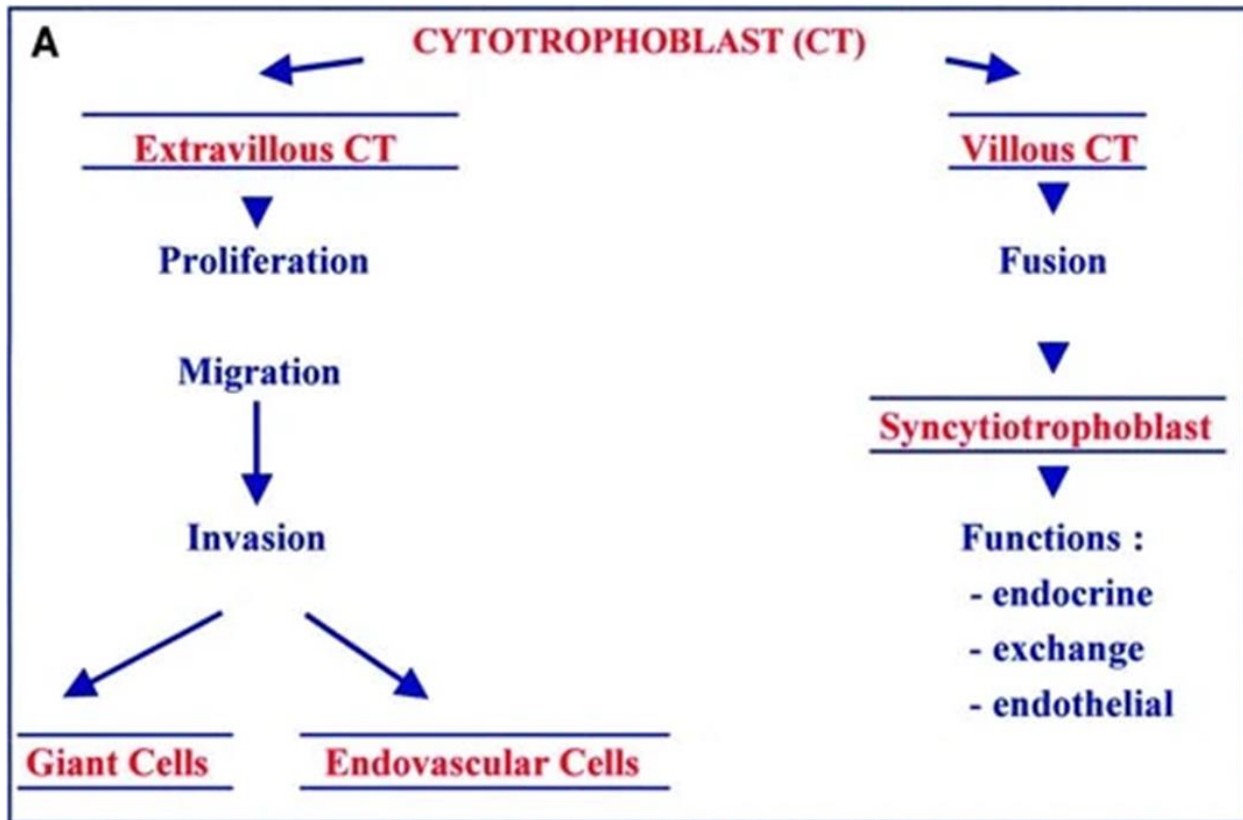 A
CYTOTROPHOBLAST (CT)
Extravillous CT
Villous CT
Proliferation
Fusion
Migration
Syncytiotrophoblast
Invasion
Functions :
- endocrine
- exchange
- endothelial
Giant Cells
Endovascular Cells